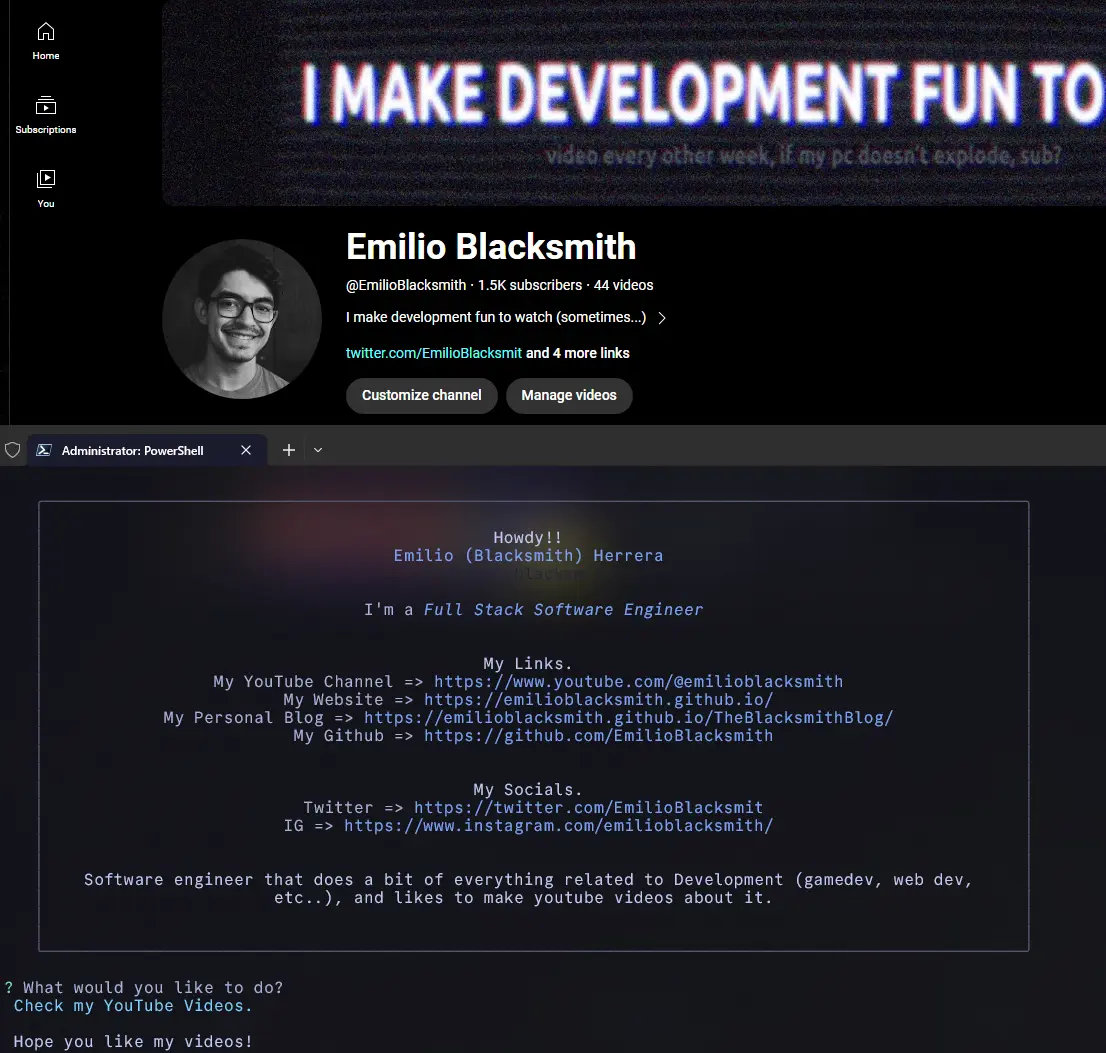 Home
Subscriptions
You
I MAKE DEVELOPMENT FUN TO
video every other week, if my pc doesn't explode, sub?
Emilio Blacksmith
@EmilioBlacksmith · 1.5K subscribers · 44 videos
I make development fun to watch (sometimes...)
twitter.com/EmilioBlacksmit and 4 more links
Customize channel Manage videos
Administrator: PowerShell
Howdy!!
Emilio (Blacksmith) Herrera
I'm a Full Stack Software Engineer
My Links.
My YouTube Channel => https://www.youtube.com/@emilioblacksmith
My Website => https://emilioblacksmith.github.io/
My Personal Blog => https://emilioblacksmith.github.io/TheBlacksmithBlog/
My Github => https://github.com/EmilioBlacksmith
My Socials.
Twitter => https://twitter.com/EmilioBlacksmit
IG => https://www.instagram.com/emilioblacksmith/
Software engineer that does a bit of everything related to Development (gamedev, web dev,
etc..), and likes to make youtube videos about it.
? What would you like to do?
Check my YouTube Videos.
Hope you like my videos!